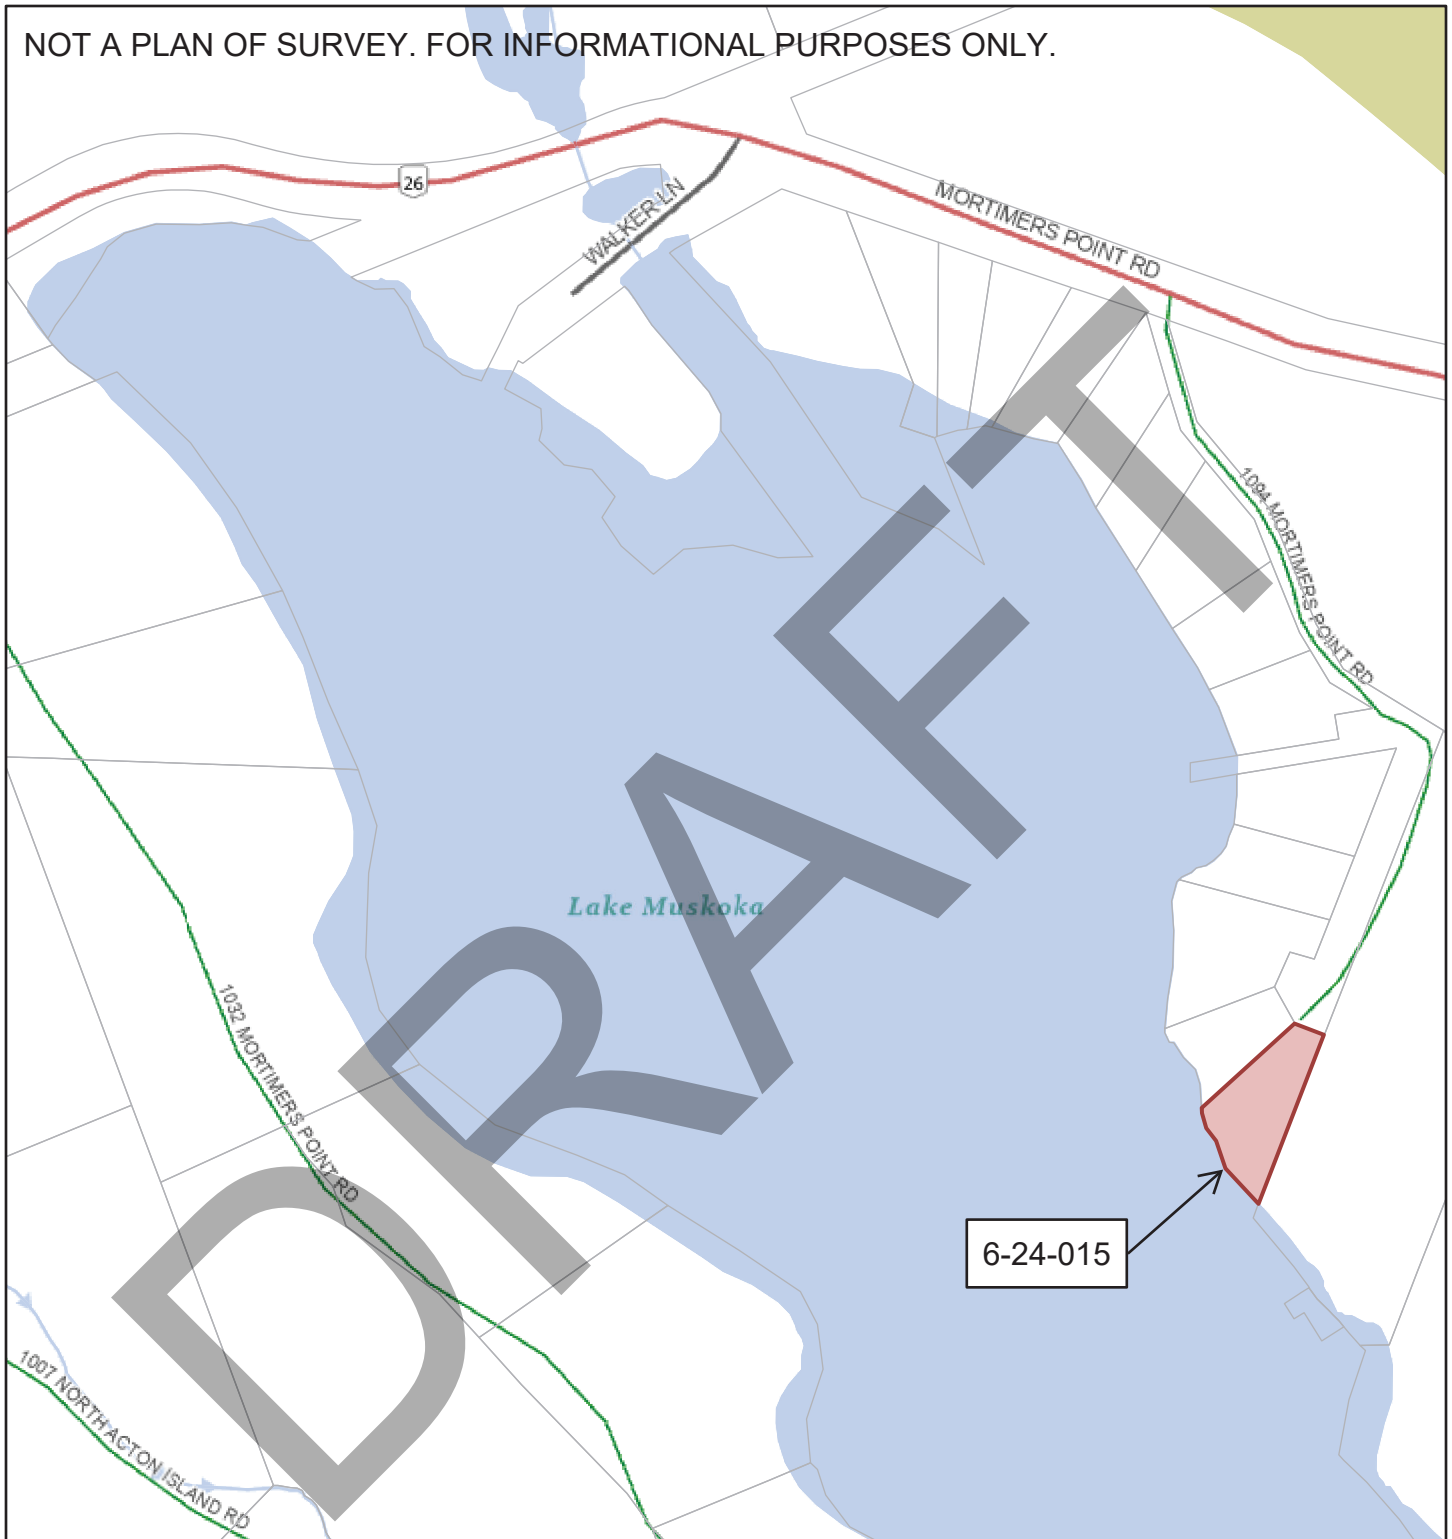 NOT A PLAN OF SURVEY. FOR INFORMATIONAL PURPOSES ONLY.
26
WALKER LN
MORTIMERS POINT RD
1094 MORTIMERS POINT RD
DRAFT
Lake Muskoka
1032 MORTIMERS POINT RD
6-24-015
1007 NORTH ACTON ISLAND RD